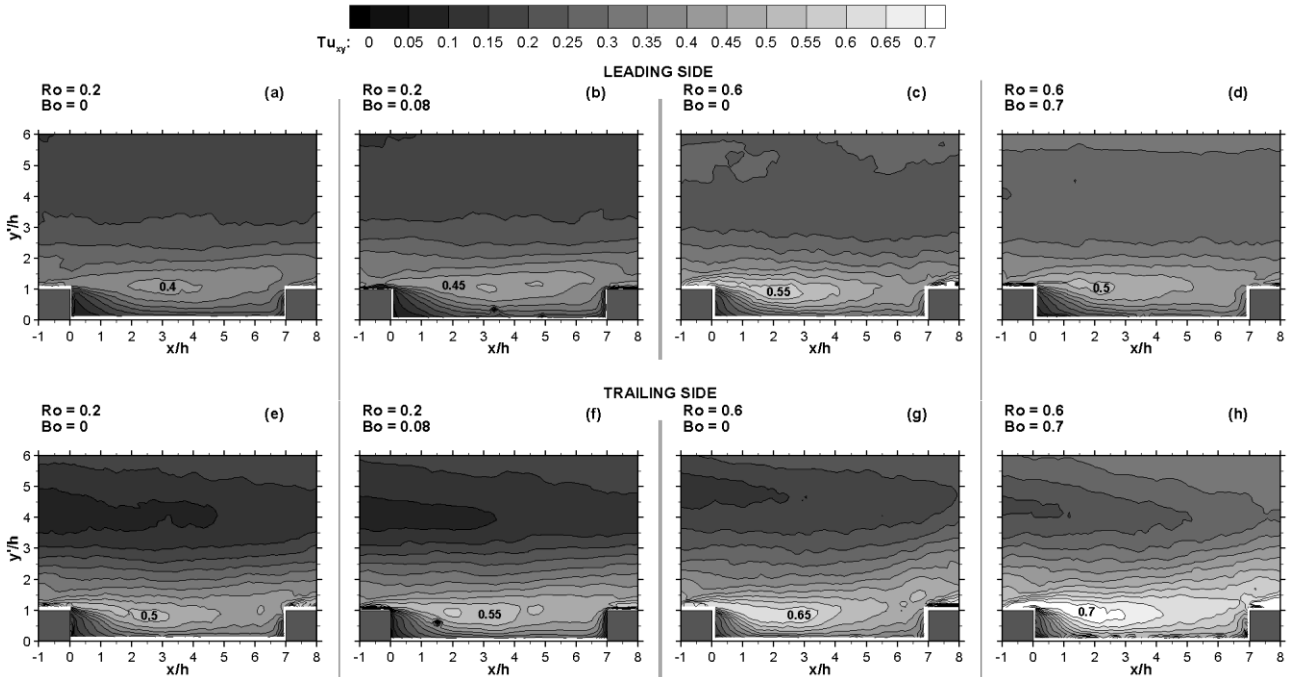 Tu_xy: 0 0.05 0.1 0.15 0.2 0.25 0.3 0.35 0.4 0.45 0.5 0.55 0.6 0.65 0.7
LEADING SIDE
Ro = 0.2
Bo = 0
(a)
6
5
4
3
2
1
0
y'/h
0.4
-1 0 1 2 3 4 5 6 7 8
x/h
Ro = 0.2
Bo = 0.08
(b)
0.45
-1 0 1 2 3 4 5 6 7 8
x/h
Ro = 0.6
Bo = 0
(c)
0.55
-1 0 1 2 3 4 5 6 7 8
x/h
Ro = 0.6
Bo = 0.7
(d)
0.5
-1 0 1 2 3 4 5 6 7 8
x/h
TRAILING SIDE
Ro = 0.2
Bo = 0
(e)
6
5
4
3
2
1
0
y'/h
0.5
-1 0 1 2 3 4 5 6 7 8
x/h
Ro = 0.2
Bo = 0.08
(f)
0.55
-1 0 1 2 3 4 5 6 7 8
x/h
Ro = 0.6
Bo = 0
(g)
0.65
-1 0 1 2 3 4 5 6 7 8
x/h
Ro = 0.6
Bo = 0.7
(h)
0.7
-1 0 1 2 3 4 5 6 7 8
x/h